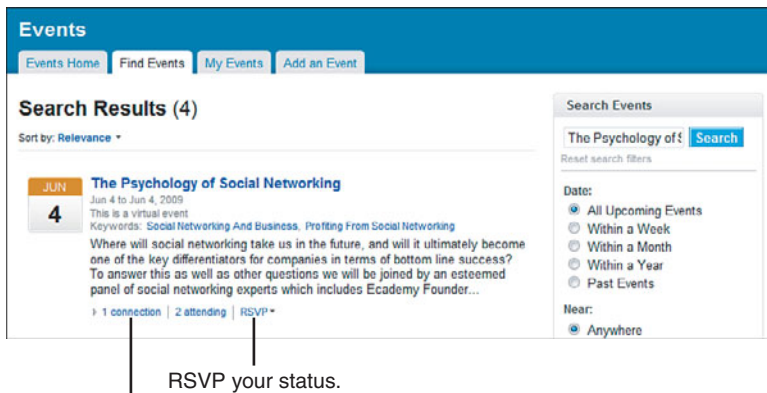 Events
Events Home Find Events My Events Add an Event
Search Results (4)
Sort by: Relevance
JUN
4
The Psychology of Social Networking
Jun 4 to Jun 4, 2009
This is a virtual event
Keywords: Social Networking And Business, Profiting From Social Networking
Where will social networking take us in the future, and will it ultimately become
one of the key differentiators for companies in terms of bottom line success?
To answer this as well as other questions we will be joined by an esteemed
panel of social networking experts which includes Ecademy Founder...
1 connection | 2 attending | RSVP
Search Events
The Psychology of S Search
Reset search filters
Date:
All Upcoming Events
Within a Week
Within a Month
Within a Year
Past Events
Near:
Anywhere
RSVP your status.